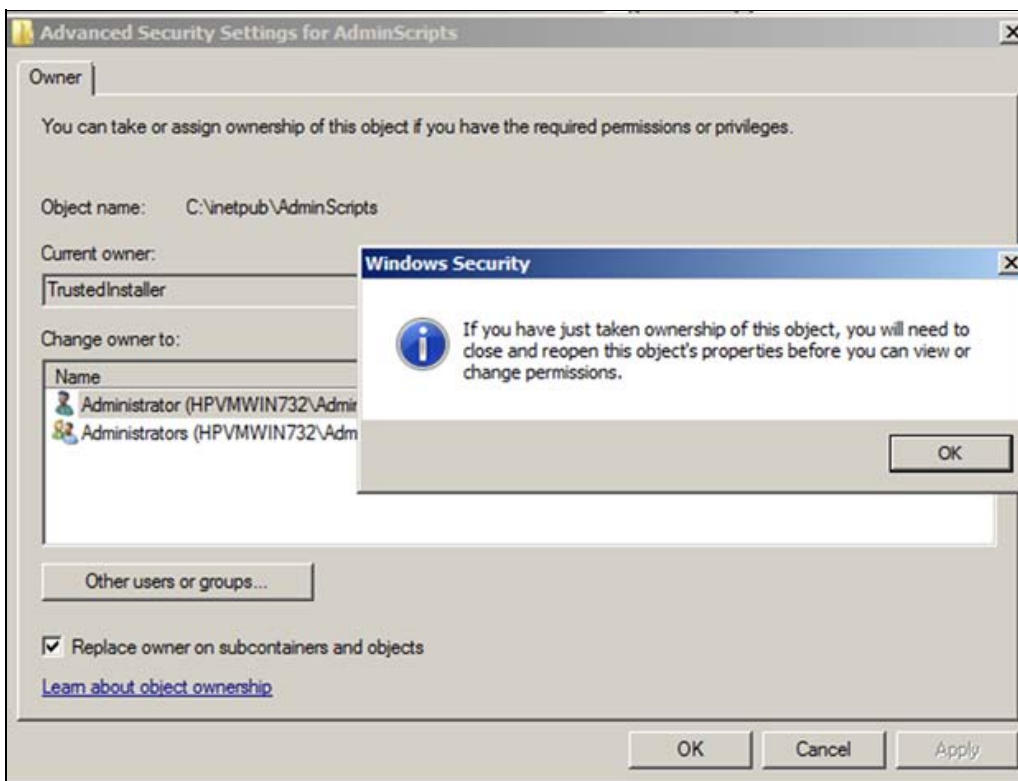 Advanced Security Settings for AdminScripts
Owner
You can take or assign ownership of this object if you have the required permissions or privileges.
Object name: C:\inetpub\AdminScripts
Current owner:
TrustedInstaller
Change owner to:
Name
Administrator (HPVMWIN732\Admin
Administrators (HPVMWIN732\Adm
Windows Security
If you have just taken ownership of this object, you will need to
close and reopen this object's properties before you can view or
change permissions.
OK
Other users or groups...
Replace owner on subcontainers and objects
Learn about object ownership
OK Cancel Apply